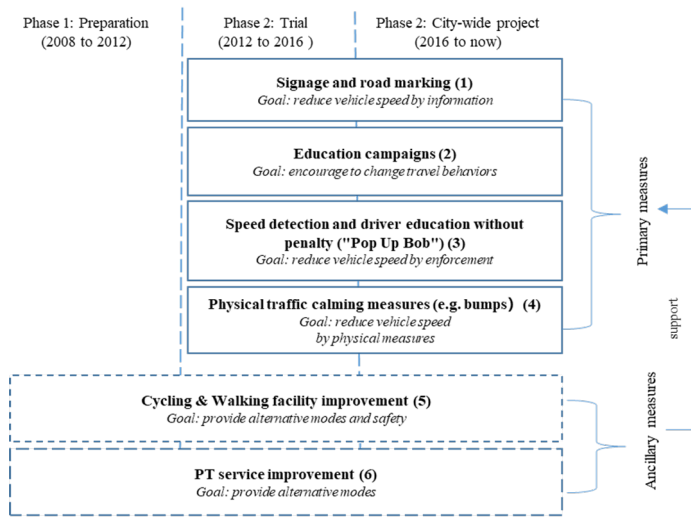 Phase 1: Preparation
(2008 to 2012)
Phase 2: Trial
(2012 to 2016 )
Phase 2: City-wide project
(2016 to now)
Signage and road marking (1)
Goal: reduce vehicle speed by information
Education campaigns (2)
Goal: encourage to change travel behaviors
Speed detection and driver education without
penalty ("Pop Up Bob") (3)
Goal: reduce vehicle speed by enforcement
Physical traffic calming measures (e.g. bumps） (4)
Goal: reduce vehicle speed
by physical measures
Primary measures
support
Cycling & Walking facility improvement (5)
Goal: provide alternative modes and safety
PT service improvement (6)
Goal: provide alternative modes
Ancillary measures